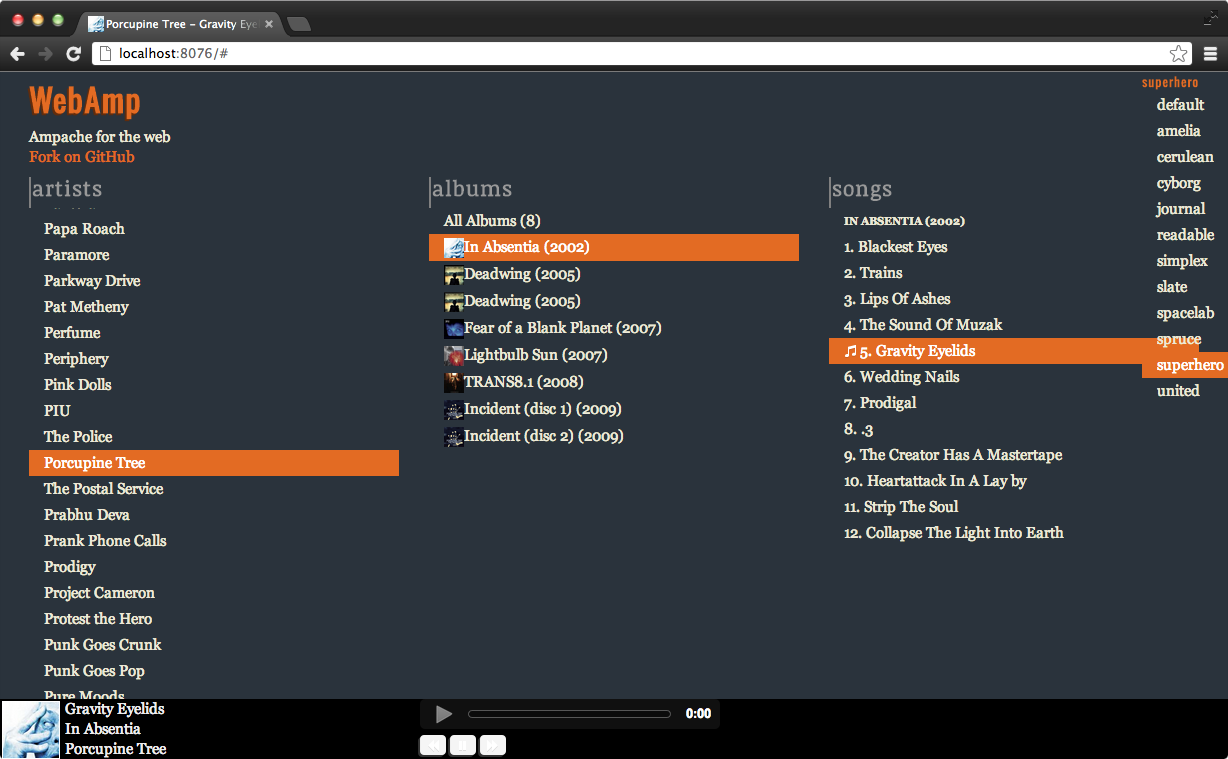 Porcupine Tree – Gravity Eye
localhost:8076/#
WebAmp
Ampache for the web
Fork on GitHub
artists
Papa Roach
Paramore
Parkway Drive
Pat Metheny
Perfume
Periphery
Pink Dolls
PIU
The Police
Porcupine Tree
The Postal Service
Prabhu Deva
Prank Phone Calls
Prodigy
Project Cameron
Protest the Hero
Punk Goes Crunk
Punk Goes Pop
Pure Moods
albums
All Albums (8)
In Absentia (2002)
Deadwing (2005)
Deadwing (2005)
Fear of a Blank Planet (2007)
Lightbulb Sun (2007)
TRANS8.1 (2008)
Incident (disc 1) (2009)
Incident (disc 2) (2009)
songs
IN ABSENTIA (2002)
1. Blackest Eyes
2. Trains
3. Lips Of Ashes
4. The Sound Of Muzak
5. Gravity Eyelids
6. Wedding Nails
7. Prodigal
8. .3
9. The Creator Has A Mastertape
10. Heartattack In A Lay by
11. Strip The Soul
12. Collapse The Light Into Earth
superhero
default
amelia
cerulean
cyborg
journal
readable
simplex
slate
spacelab
spruce
superhero
united
Gravity Eyelids
In Absentia
Porcupine Tree
0:00